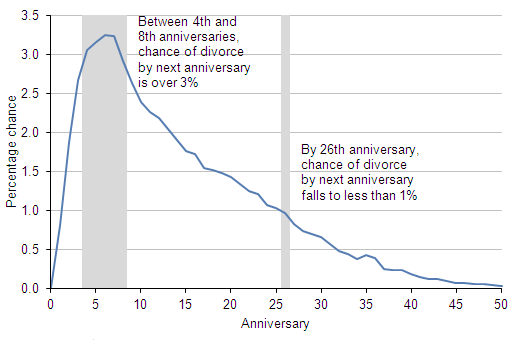 3.5
3.0
2.5
2.0
1.5
1.0
0.5
0.0
Percentage chance
Between 4th and
8th anniversaries,
chance of divorce
by next anniversary
is over 3%
By 26th anniversary,
chance of divorce
by next anniversary
falls to less than 1%
0 5 10 15 20 25 30 35 40 45 50
Anniversary